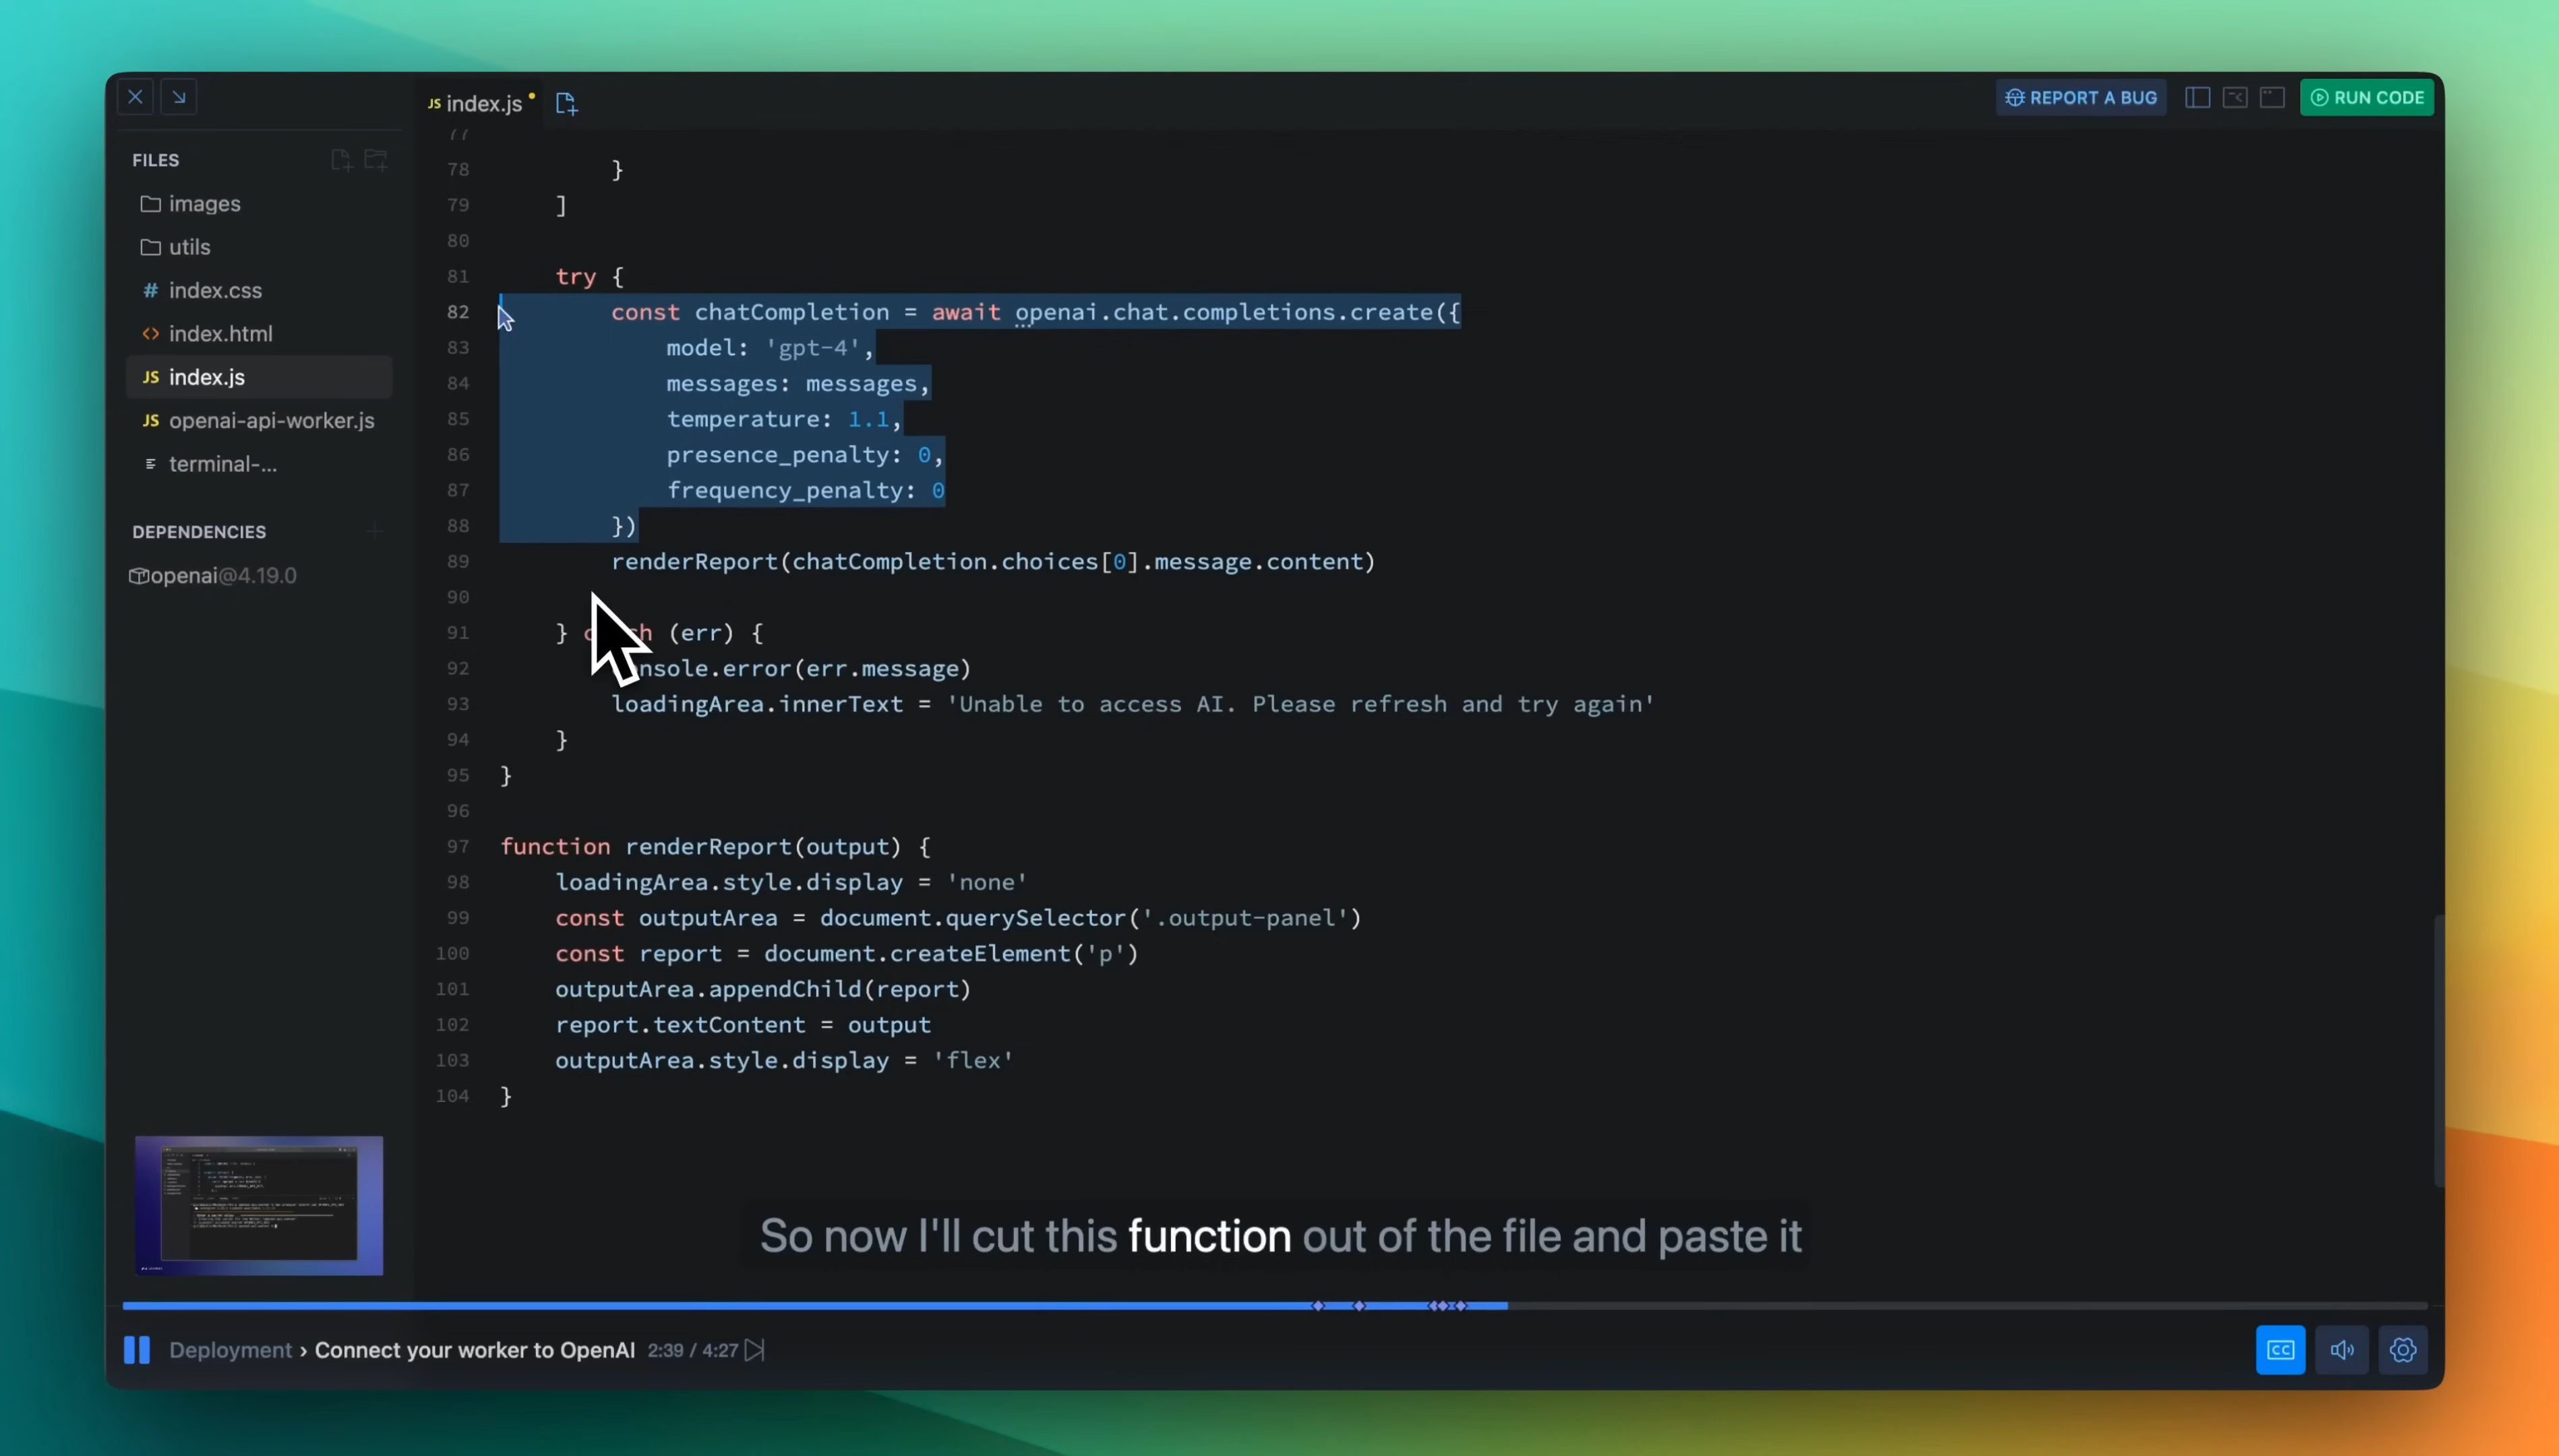 index.js
REPORT A BUG
RUN CODE
FILES
images
utils
# index.css
<> index.html
JS index.js
JS openai-api-worker.js
terminal-...
DEPENDENCIES
openai@4.19.0
77
78 }
79 ]
80
81 try {
82 const chatCompletion = await openai.chat.completions.create({
83 model: 'gpt-4',
84 messages: messages,
85 temperature: 1.1,
86 presence_penalty: 0,
87 frequency_penalty: 0
88 })
89 renderReport(chatCompletion.choices[0].message.content)
90
91 } catch (err) {
92 console.error(err.message)
93 loadingArea.innerText = 'Unable to access AI. Please refresh and try again'
94 }
95 }
96
97 function renderReport(output) {
98 loadingArea.style.display = 'none'
99 const outputArea = document.querySelector('.output-panel')
100 const report = document.createElement('p')
101 outputArea.appendChild(report)
102 report.textContent = output
103 outputArea.style.display = 'flex'
104 }
So now I'll cut this function out of the file and paste it
Deployment › Connect your worker to OpenAI 2:39 / 4:27
CC